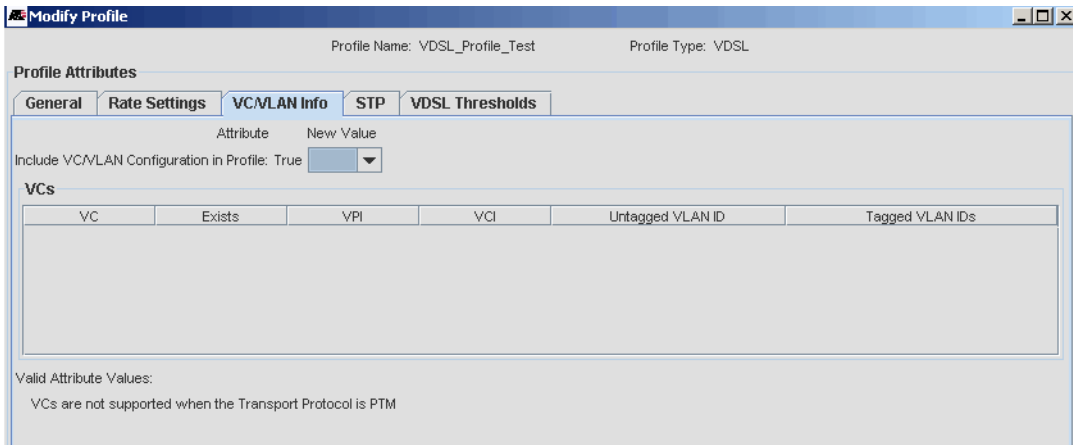 Modify Profile
Profile Name: VDSL_Profile_Test Profile Type: VDSL
Profile Attributes
General Rate Settings VC/VLAN Info STP VDSL Thresholds
Attribute New Value
Include VC/VLAN Configuration in Profile: True
VCs
VC Exists VPI VCI Untagged VLAN ID Tagged VLAN IDs
Valid Attribute Values:
VCs are not supported when the Transport Protocol is PTM